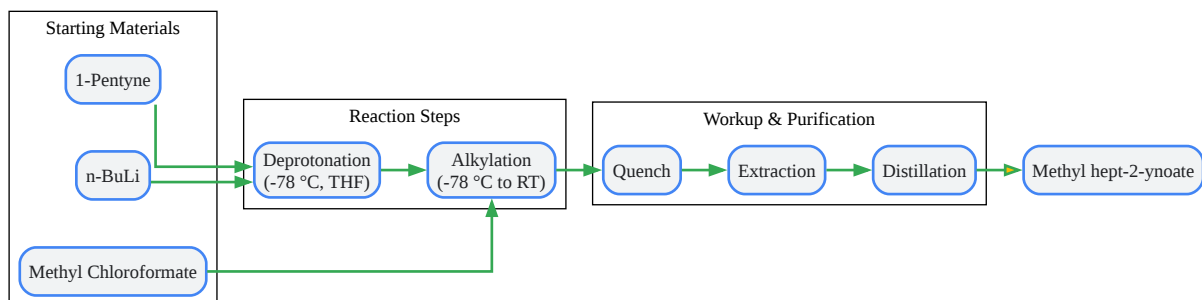 Starting Materials
1-Pentyne
n-BuLi
Methyl Chloroformate
Reaction Steps
Deprotonation
(-78 °C, THF)
Alkylation
(-78 °C to RT)
Workup & Purification
Quench
Extraction
Distillation
Methyl hept-2-ynoate